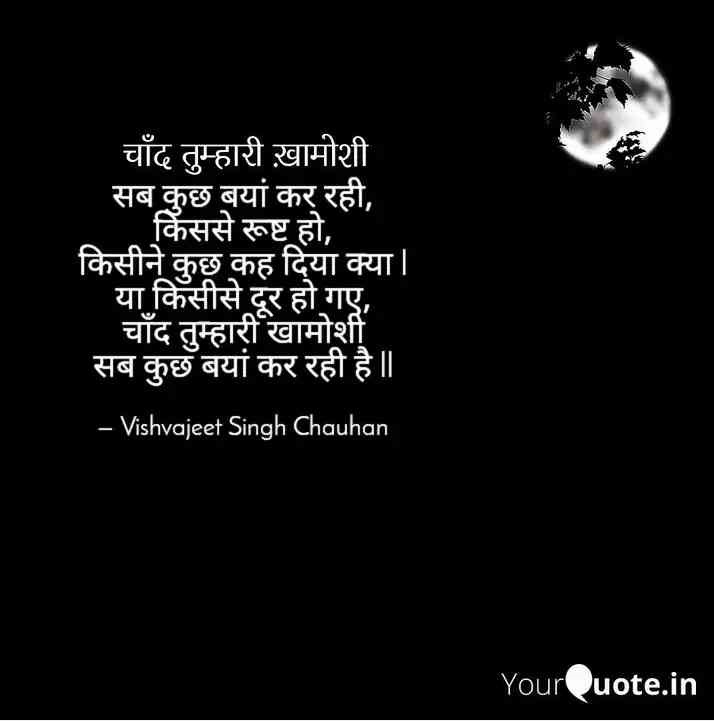 चाँद तुम्हारी ख़ामोशी
सब कुछ बयां कर रही,
किससे रूष्ट हो,
किसीने कुछ कह दिया क्या |
या किसीसे दूर हो गए,
चाँद तुम्हारी खामोशी
सब कुछ बयां कर रही है ||
– Vishvajeet Singh Chauhan
YourQuote.in